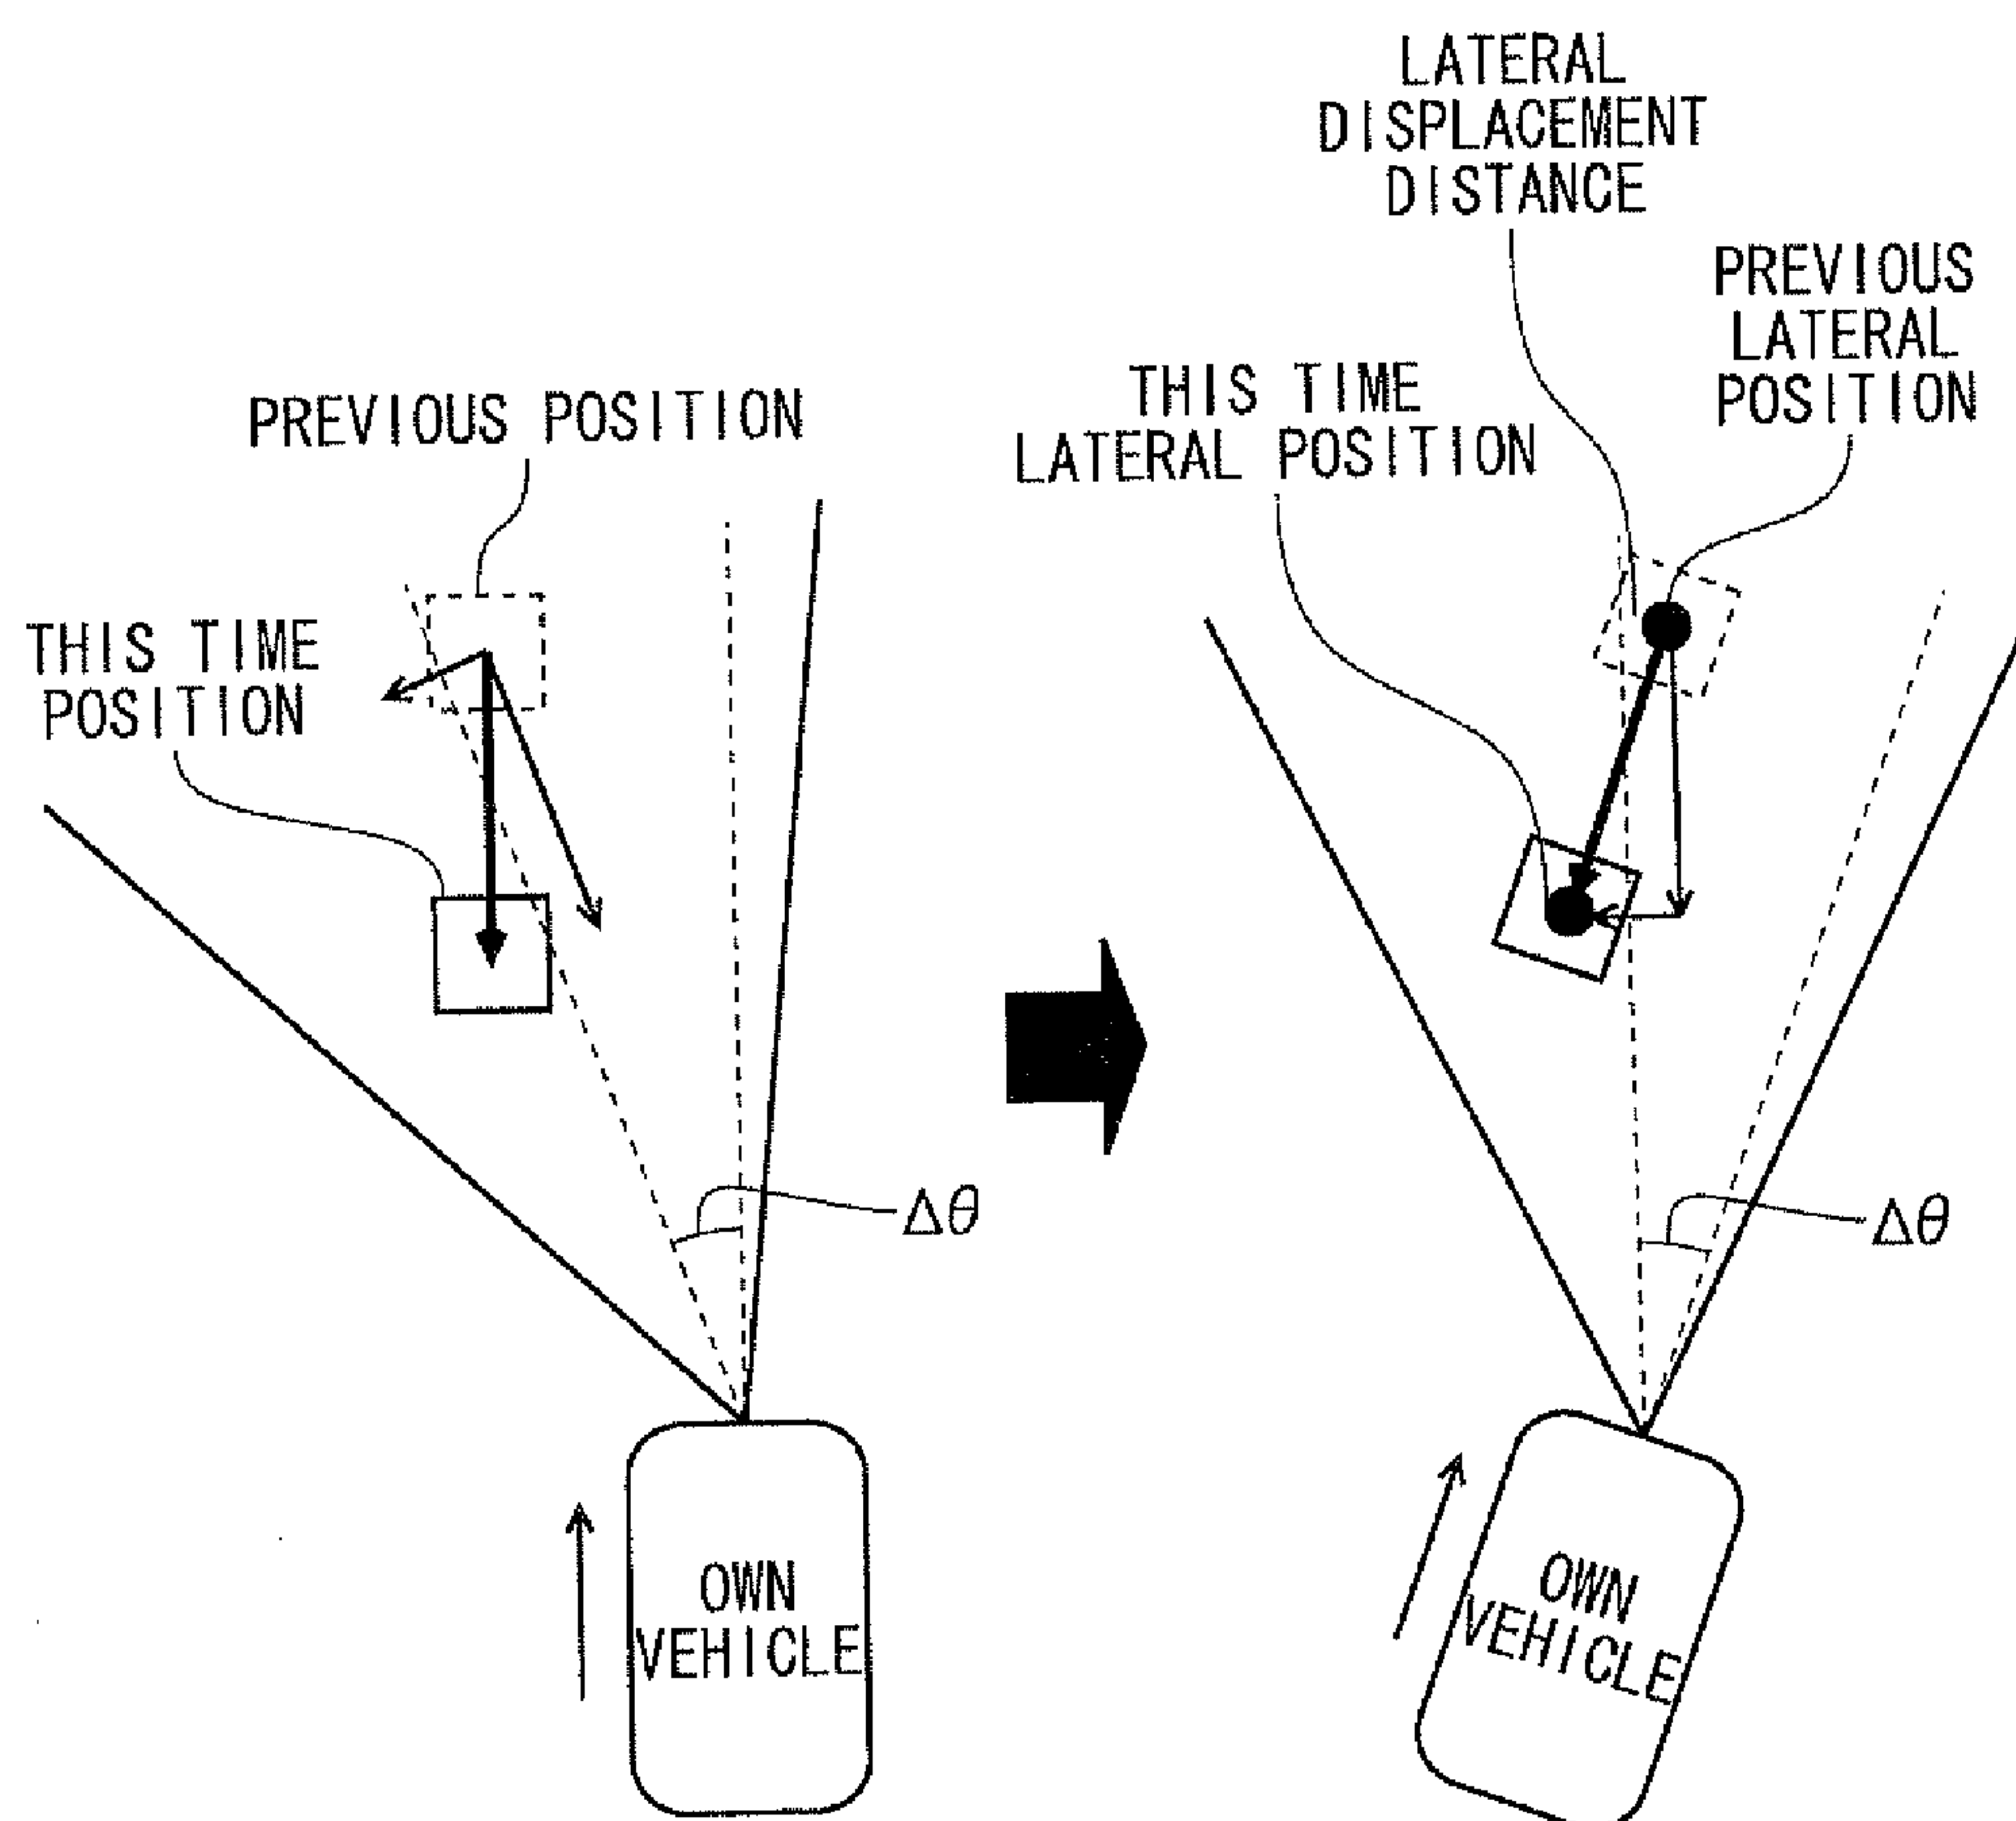 LATERAL
DISPLACEMENT
DISTANCE
PREVIOUS
LATERAL
POSITION
THIS TIME
LATERAL POSITION
PREVIOUS POSITION
THIS TIME
POSITION
Δθ
Δθ
OWN
VEHICLE
OWN
VEHICLE